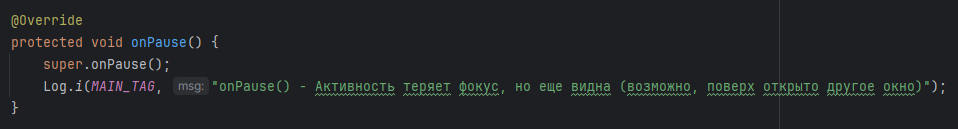 @Override
protected void onPause() {
super.onPause();
Log.i(MAIN_TAG, msg: "onPause() - Активность теряет фокус, но еще видна (возможно, поверх открыто другое окно)");
}